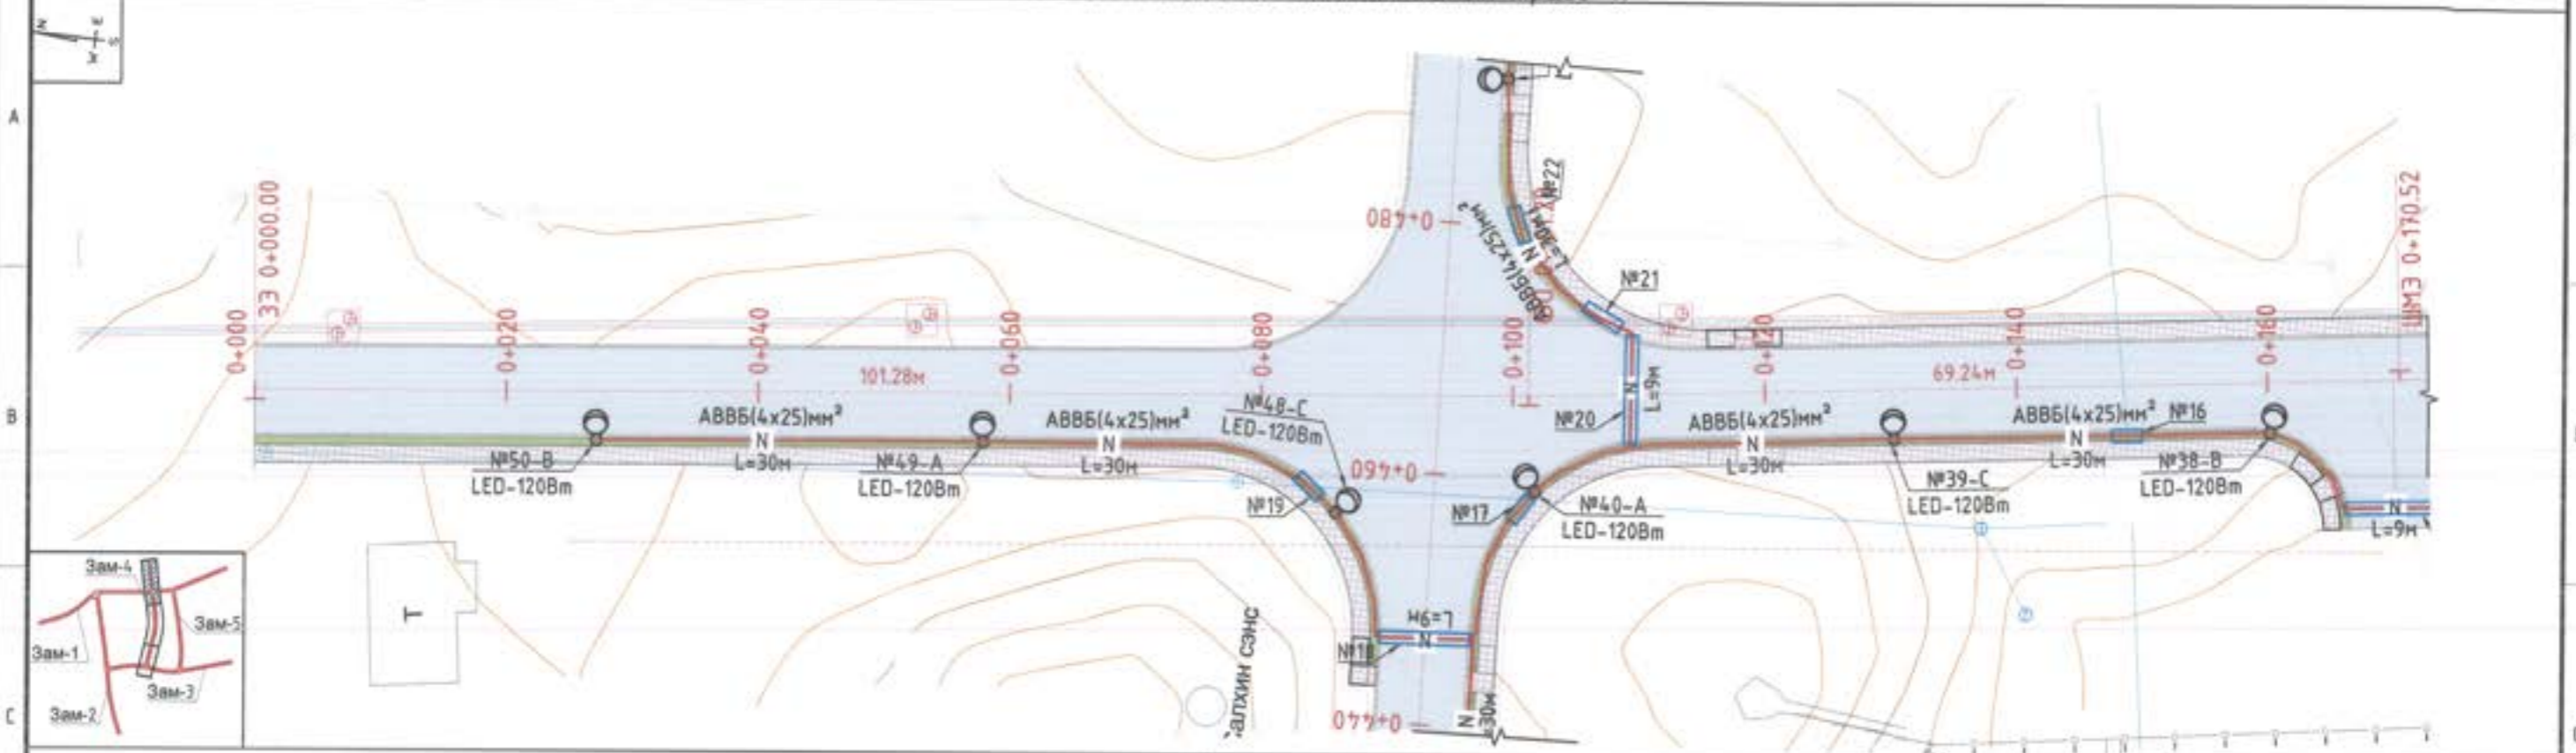 N
W
E
S
A
B
C
33 0+000.00
0+000
0+020
0+040
0+060
0+080
0+100
0+120
0+140
0+160
0+170.52
101.28м
69.24м
0+480
0+460
0+440
№22
L=30м
АВВБ(4х25)мм²
N
№21
№20
N
L=9м
АВВБ(4х25)мм²
N
L=30м
АВВБ(4х25)мм²
N
L=30м
АВВБ(4х25)мм²
N
L=30м
АВВБ(4х25)мм²
N
L=30м
№16
№50-B
LED-120Вт
№49-A
LED-120Вт
№48-C
LED-120Вт
№19
№17
№40-A
LED-120Вт
№39-C
LED-120Вт
№38-B
LED-120Вт
N
L=9м
L=9м
N
№18
N
=30м
Т
алхин сэнс
Зам-4
Зам-5
Зам-1
Зам-3
Зам-2